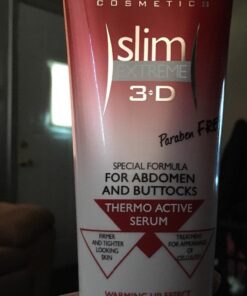 COSMETICS
slim
EXTREME
3·D
Paraben FREE
SPECIAL FORMULA
FOR ABDOMEN
AND BUTTOCKS
THERMO ACTIVE
SERUM
FIRMER
AND TIGHTER
LOOKING
SKIN
TREATMENT
FOR APPEARANCE
OF
CELLULITE
WARMING UP EFFECT